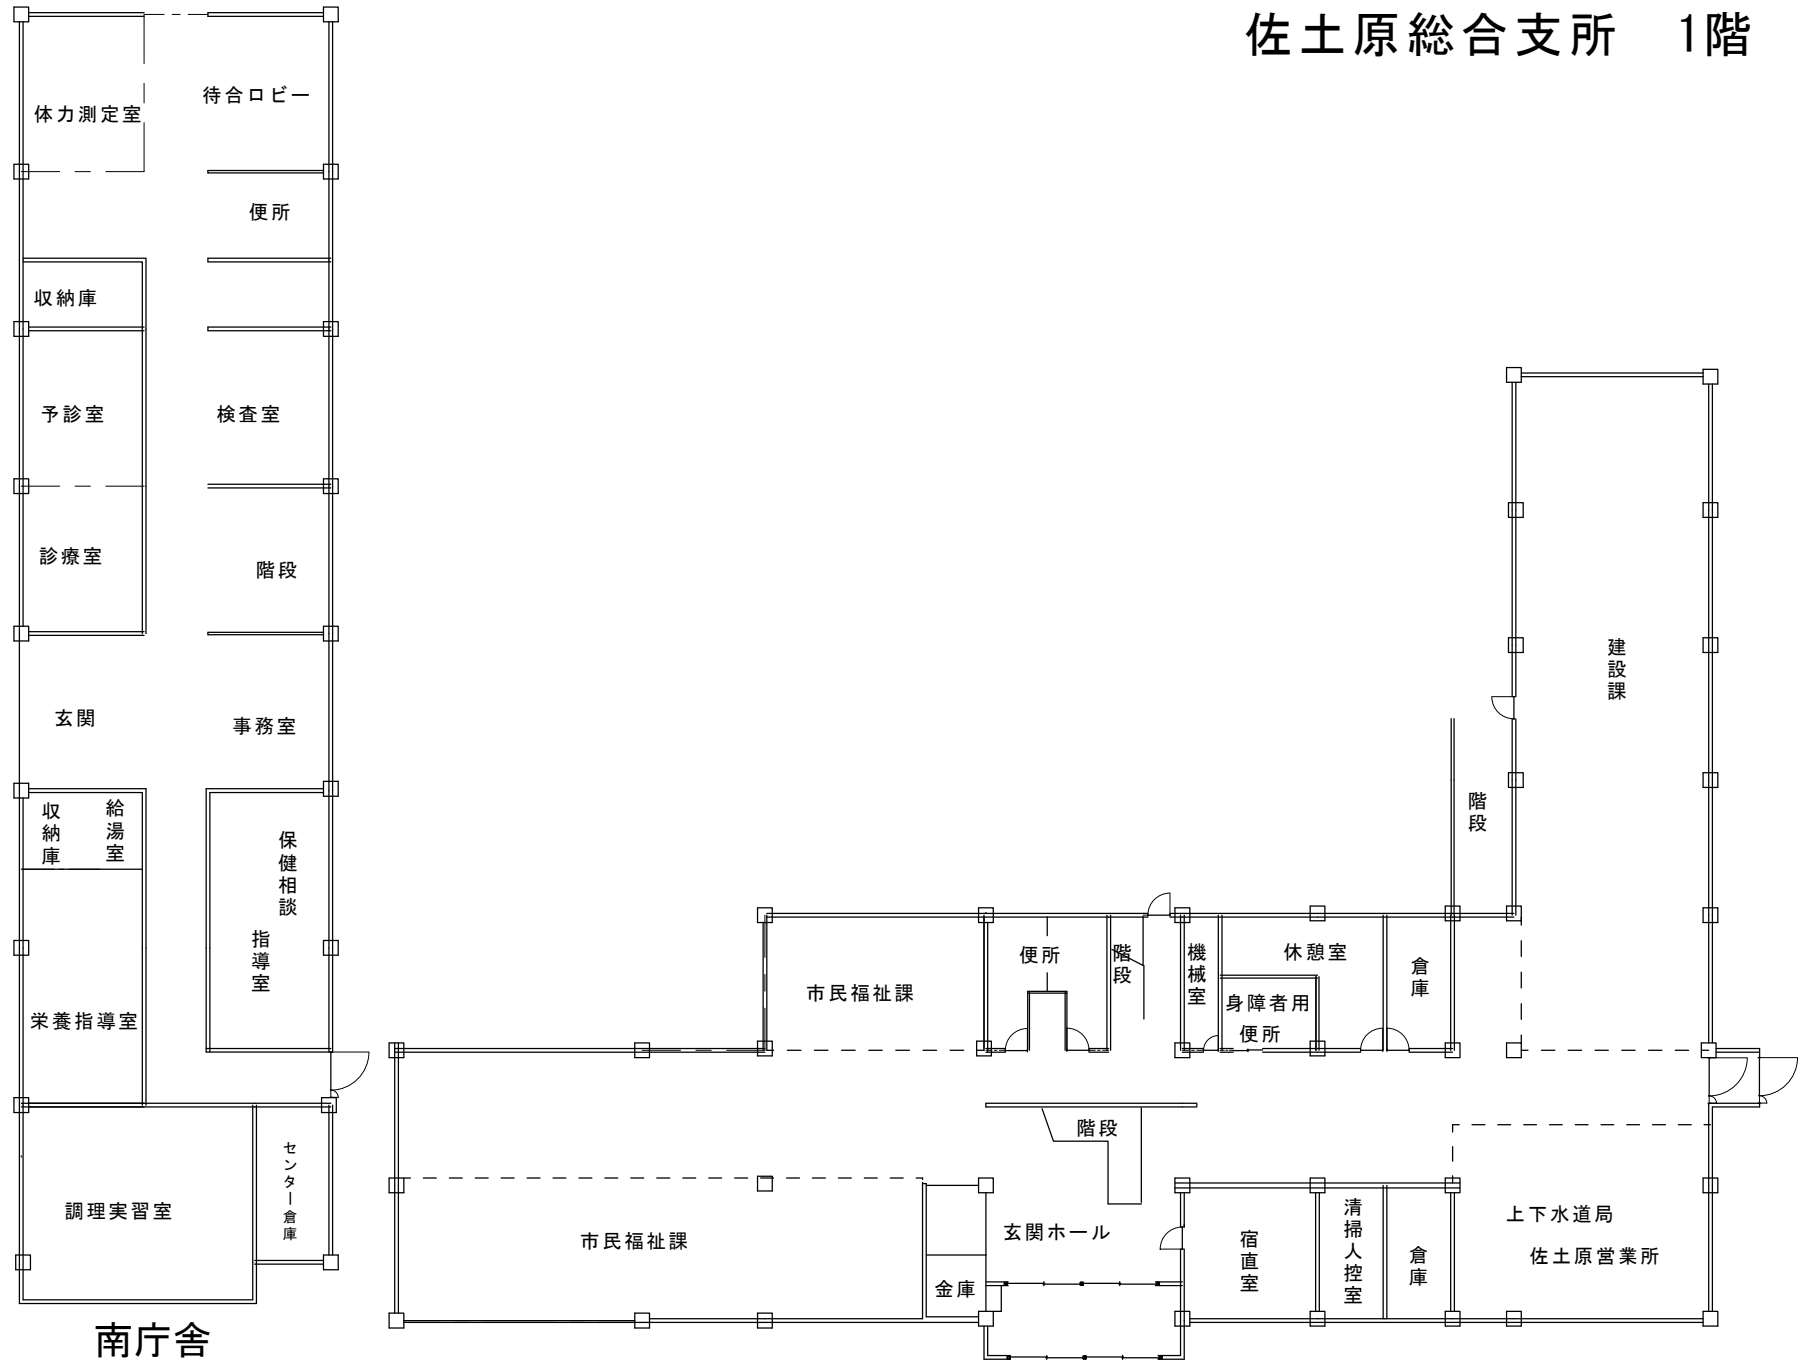 佐土原総合支所　1階
体力測定室
待合ロビー
便所
収納庫
予診室
検査室
診療室
階段
玄関
事務室
収納庫
給湯室
保健相談
指導室
栄養指導室
調理実習室
センター倉庫
南庁舎
建設課
階段
市民福祉課
便所
階段
機械室
休憩室
身障者用
便所
倉庫
階段
市民福祉課
金庫
玄関ホール
宿直室
清掃人控室
倉庫
上下水道局
佐土原営業所